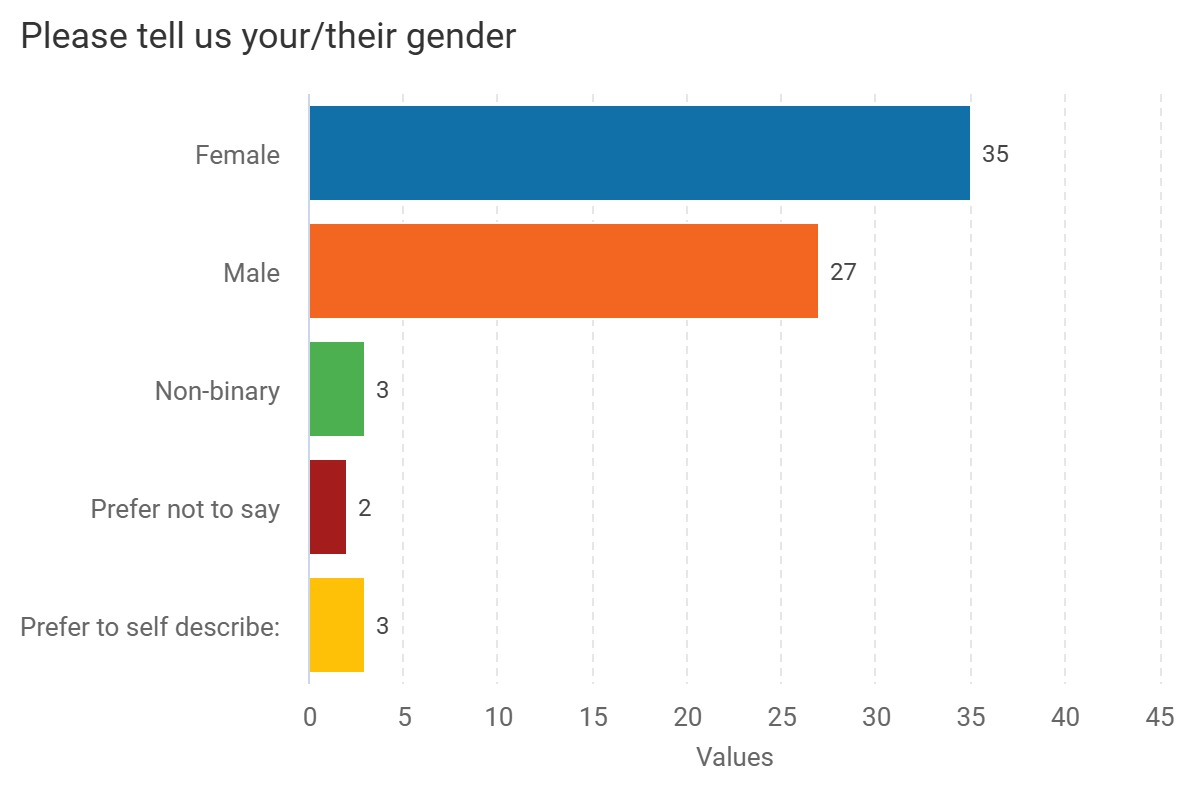 Please tell us your/their gender
Female 35
Male 27
Non-binary 3
Prefer not to say 2
Prefer to self describe: 3
0 5 10 15 20 25 30 35 40 45
Values